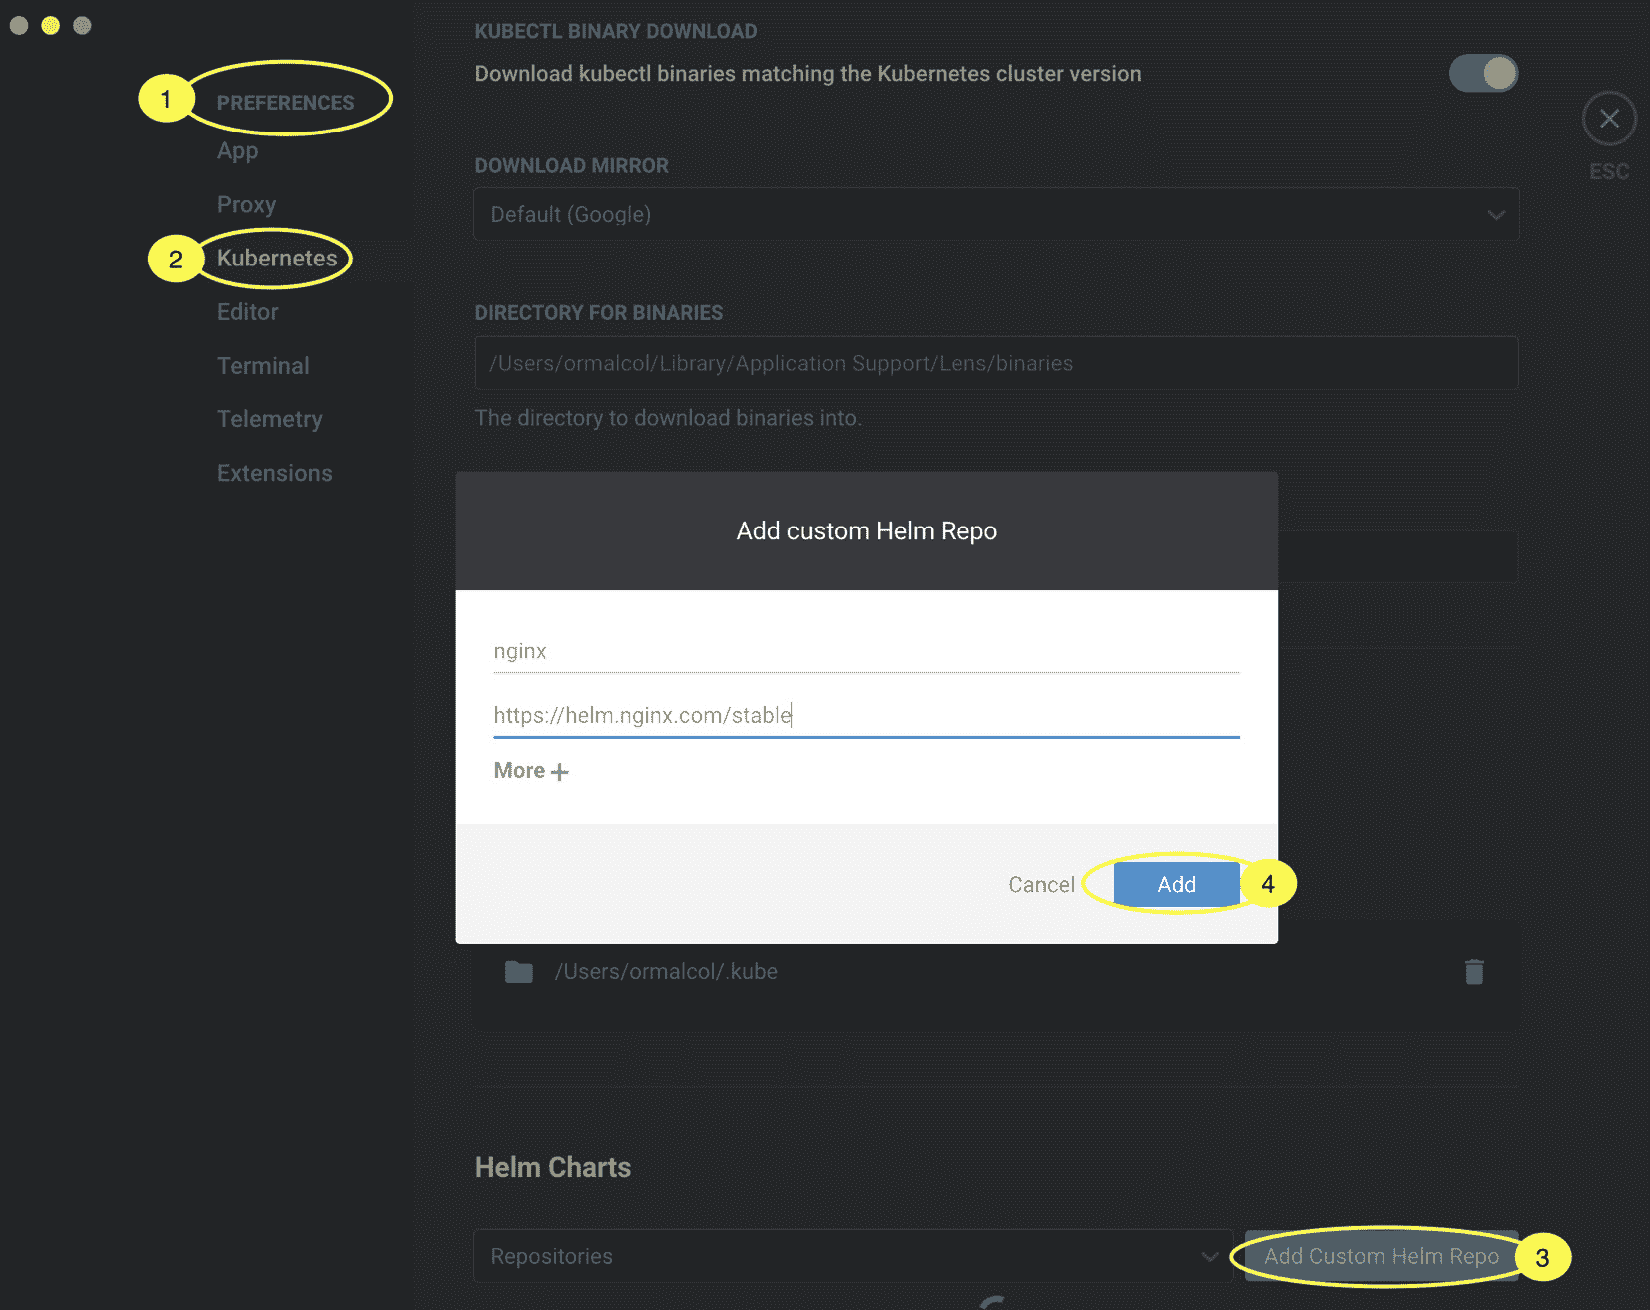 1
PREFERENCES
App
Proxy
2
Kubernetes
Editor
Terminal
Telemetry
Extensions
KUBECTL BINARY DOWNLOAD
Download kubectl binaries matching the Kubernetes cluster version
ESC
DOWNLOAD MIRROR
Default (Google)
DIRECTORY FOR BINARIES
/Users/ormalcol/Library/Application Support/Lens/binaries
The directory to download binaries into.
Add custom Helm Repo
nginx
https://helm.nginx.com/stable
More +
Cancel
Add
4
/Users/ormalcol/.kube
Helm Charts
Repositories
Add Custom Helm Repo
3